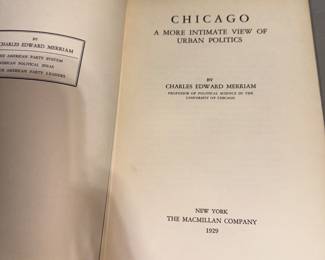 BY
CHARLES EDWARD MERRIAM
AMERICAN PARTY SYSTEM
POLITICAL IDEAS
AMERICAN PARTY LEADERS
CHICAGO
A MORE INTIMATE VIEW OF
URBAN POLITICS
BY
CHARLES EDWARD MERRIAM
PROFESSOR OF POLITICAL SCIENCE IN THE
UNIVERSITY OF CHICAGO
NEW YORK
THE MACMILLAN COMPANY
1929